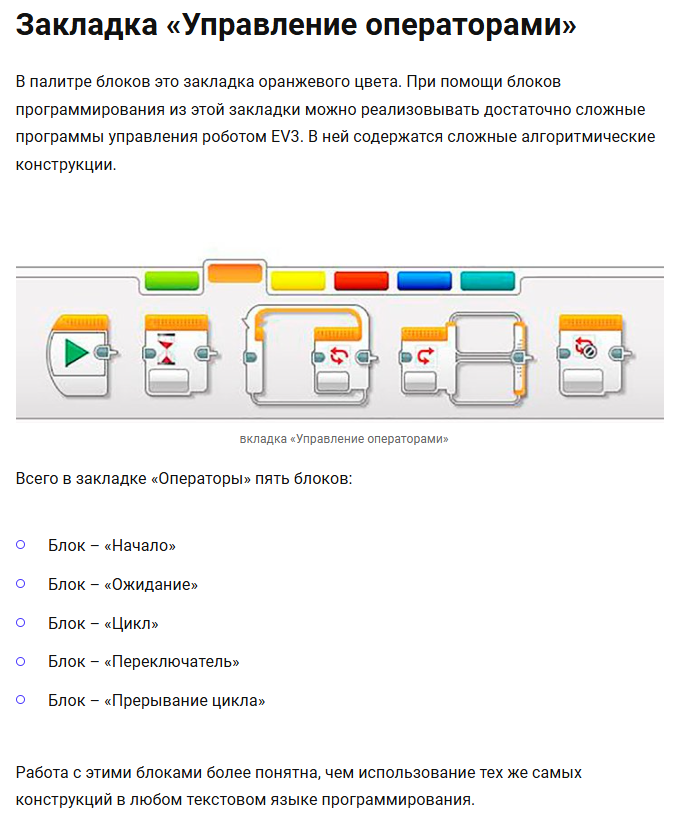 Закладка «Управление операторами»
В палитре блоков это закладка оранжевого цвета. При помощи блоков
программирования из этой закладки можно реализовывать достаточно сложные
программы управления роботом EV3. В ней содержатся сложные алгоритмические
конструкции.
вкладка «Управление операторами»
Всего в закладке «Операторы» пять блоков:
Блок – «Начало»
Блок – «Ожидание»
Блок – «Цикл»
Блок – «Переключатель»
Блок – «Прерывание цикла»
Работа с этими блоками более понятна, чем использование тех же самых
конструкций в любом текстовом языке программирования.